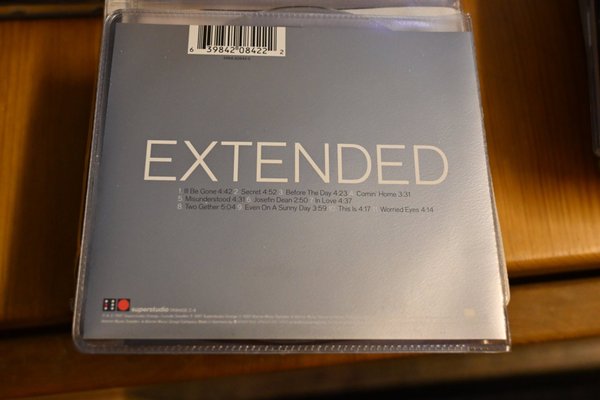 6 39842 08422 2
EXTENDED
1 Ill Be Gone 4:42 2 Secret 4:52 3 Before The Day 4:23 4 Comin' Home 3:31
5 Misunderstood 4:31 6 Josefin Dean 2:50 7 In Love 4:37
8 Two Gether 5:04 9 Even On A Sunny Day 3:59 10 This Is 4:17 11 Worried Eyes 4:14
superstudio